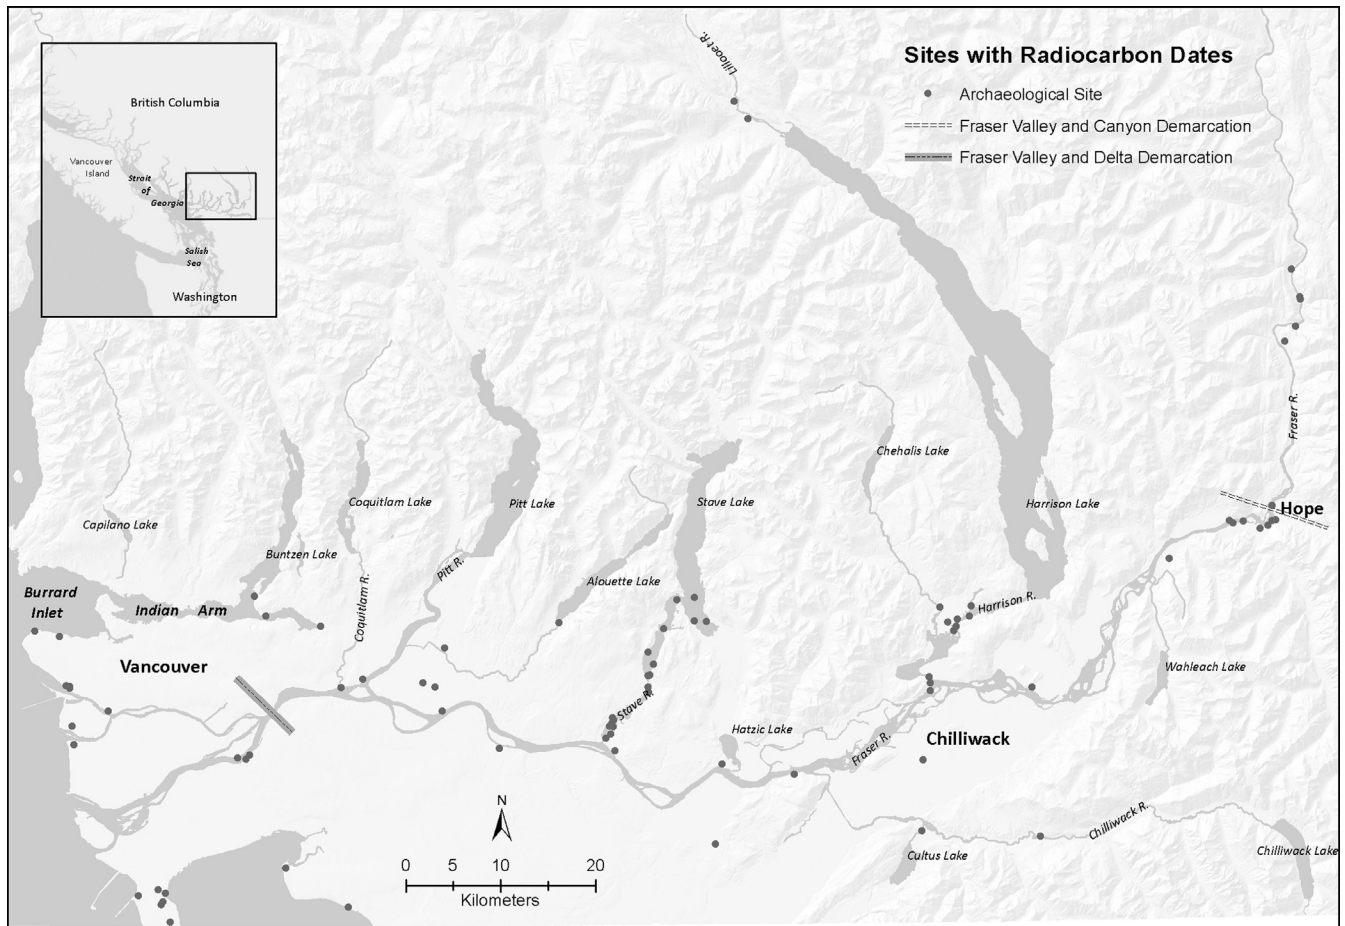 Lillooet R.
Sites with Radiocarbon Dates
Archaeological Site
Fraser Valley and Canyon Demarcation
Fraser Valley and Delta Demarcation
British Columbia
Vancouver
Island
Strait
of
Georgia
Salish
Sea
Washington
Fraser R.
Capilano Lake
Coquitlam Lake
Pitt Lake
Stave Lake
Chehalis Lake
Harrison Lake
Hope
Buntzen Lake
Pitt R.
Alouette Lake
Burrard
Inlet
Indian Arm
Coquitlam R.
Harrison R.
Vancouver
Wahleach Lake
Stave R.
Hatzic Lake
Fraser R.
Chilliwack
N
0 5 10 20
Kilometers
Chilliwack R.
Cultus Lake
Chilliwack Lake